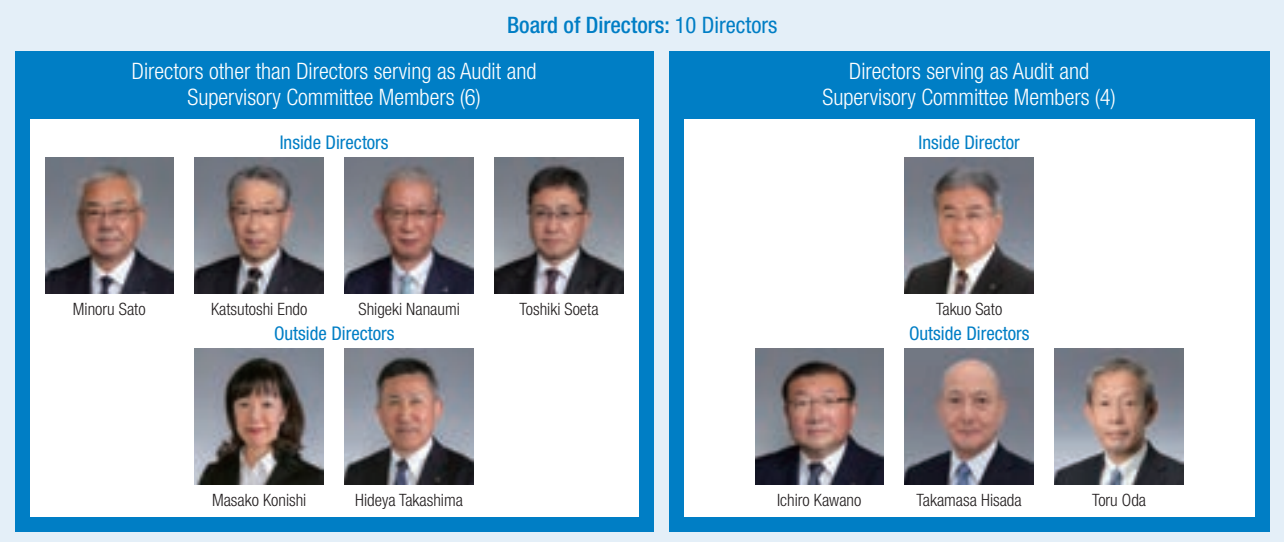 Board of Directors: 10 Directors
Directors other than Directors serving as Audit and
Supervisory Committee Members (6)
Inside Directors
Minoru Sato
Katsutoshi Endo
Shigeki Nanaumi
Toshiki Soeta
Outside Directors
Masako Konishi
Hideya Takashima
Directors serving as Audit and
Supervisory Committee Members (4)
Inside Director
Takuo Sato
Outside Directors
Ichiro Kawano
Takamasa Hisada
Toru Oda